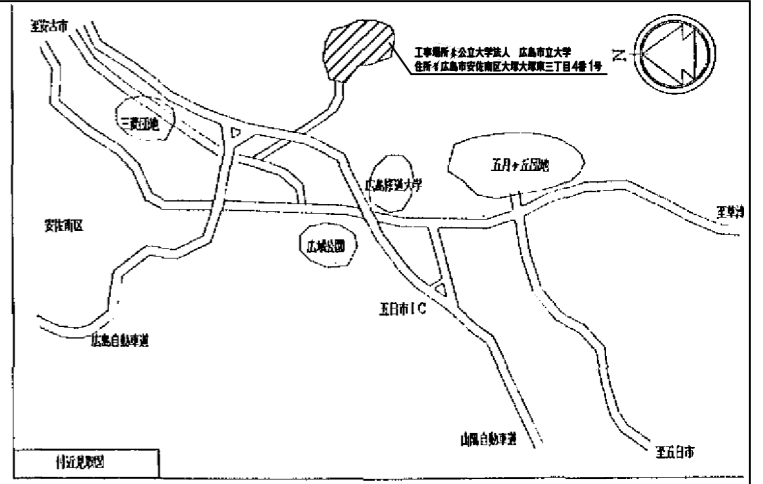 至安古市
工事場所 公立大学法人 広島市立大学
住所 広島市安佐南区大塚東三丁目4番1号
N
三菱団地
広島修道大学
五月ヶ丘団地
至草津
安佐南区
広域公園
五日市IC
広島自動車道
山陽自動車道
至五日市
付近見取図